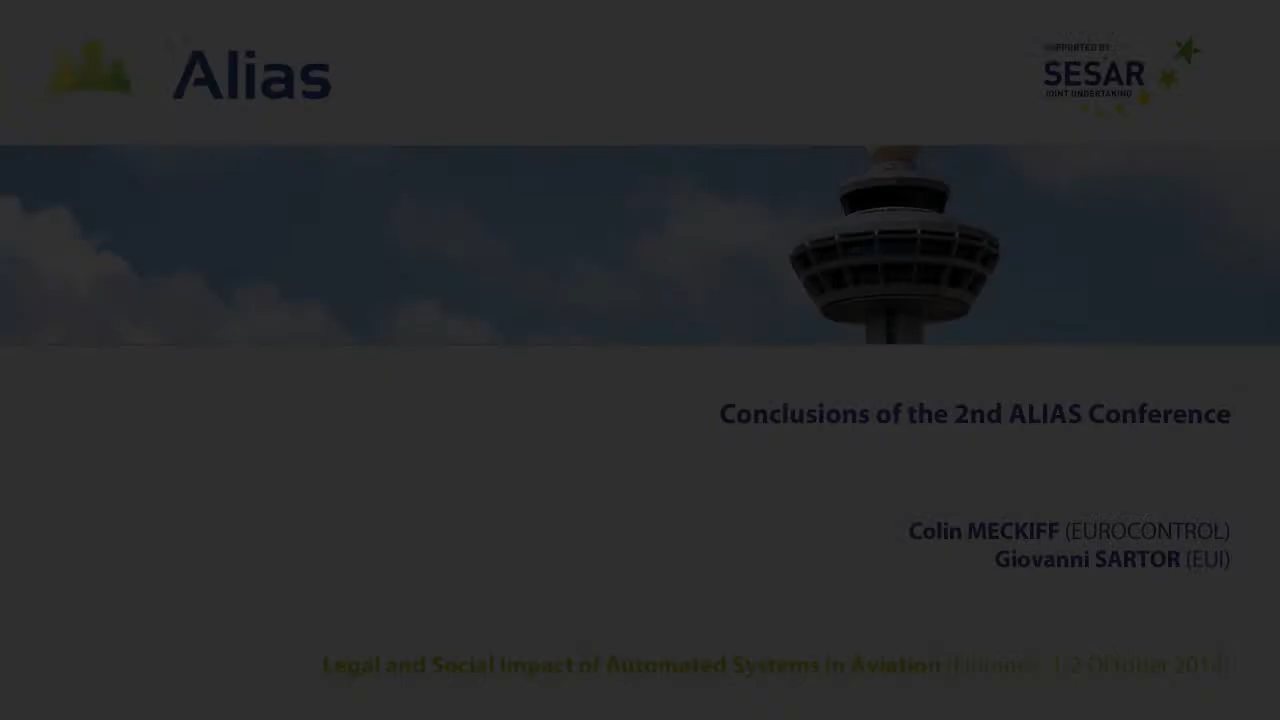 Alias
SUPPORTED BY
SESAR
JOINT UNDERTAKING
Conclusions of the 2nd ALIAS Conference
Colin MECKIFF (EUROCONTROL)
Giovanni SARTOR (EUI)
Legal and Social Impact of Automated Systems in Aviation